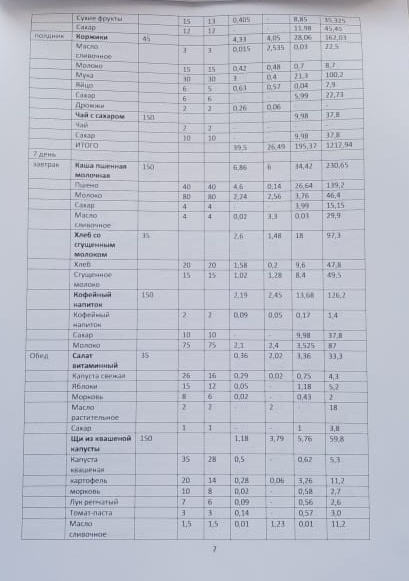 Сухие фрукты 15 13 0,405 - 8,85 35,325
Сахар 12 12 11,98 45,45
полдник Коржики 45 4,33 4,05 28,06 162,03
Масло сливочное 3 3 0,015 2,535 0,03 22,5
Молоко 15 15 0,42 0,48 0,7 8,7
Мука 30 30 3 0,4 21,3 100,2
Яйцо 6 5 0,63 0,57 0,04 7,9
Сахар 6 6 5,99 22,73
Дрожжи 2 2 0,26 0,06 -
Чай с сахаром 150 9,98 37,8
Чай 2 2 - -
Сахар 10 10 - - 9,98 37,8
ИТОГО 39,5 26,49 195,37 1217,94
7 день
завтрак Каша пшенная молочная 150 6,86 6 34,42 230,65
Пшено 40 40 4,6 0,14 26,64 139,2
Молоко 80 80 2,24 2,56 3,76 46,4
Сахар 4 4 - - 3,99 15,15
Масло сливочное 4 4 0,02 3,3 0,03 29,9
Хлеб со сгущенным молоком 35 2,6 1,48 18 97,3
Хлеб 20 20 1,58 0,2 9,6 47,8
Сгущенное молоко 15 15 1,02 1,28 8,4 49,5
Кофейный напиток 150 2,19 2,45 13,68 126,2
Кофейный напиток 2 2 0,09 0,05 0,17 1,4
Сахар 10 10 - - 9,98 37,8
Молоко 75 75 2,1 2,4 3,525 87
Обед Салат витаминный 35 0,36 2,02 3,36 33,3
Капуста свежая 26 16 0,29 0,02 0,75 4,3
Яблоки 15 12 0,05 - 1,18 5,2
Морковь 8 6 0,02 - 0,43 2
Масло растительное 2 2 - 2 - 18
Сахар 1 1 - - 1 3,8
Щи из квашеной капусты 150 1,18 3,79 5,76 59,8
Капуста квашеная 35 28 0,5 - 0,62 5,3
картофель 20 14 0,28 0,06 3,26 11,2
морковь 10 8 0,02 - 0,58 2,7
Лук репчатый 7 6 0,09 - 0,56 2,6
Томат-паста 3 3 0,14 - 0,57 3,0
Масло сливочное 1,5 1,5 0,01 1,23 0,01 11,2
7